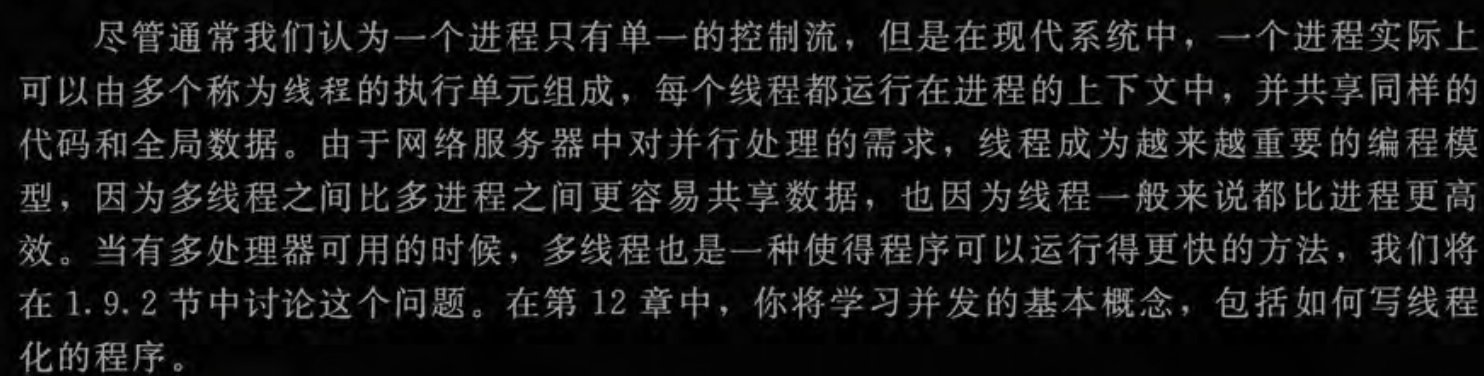 尽管通常我们认为一个进程只有单一的控制流，但是在现代系统中，一个进程实际上
可以由多个称为线程的执行单元组成，每个线程都运行在进程的上下文中，并共享同样的
代码和全局数据。由于网络服务器中对并行处理的需求，线程成为越来越重要的编程模
型，因为多线程之间比多进程之间更容易共享数据，也因为线程一般来说都比进程更高
效。当有多处理器可用的时候，多线程也是一种使得程序可以运行得更快的方法，我们将
在 1.9.2 节中讨论这个问题。在第 12 章中，你将学习并发的基本概念，包括如何写线程
化的程序。